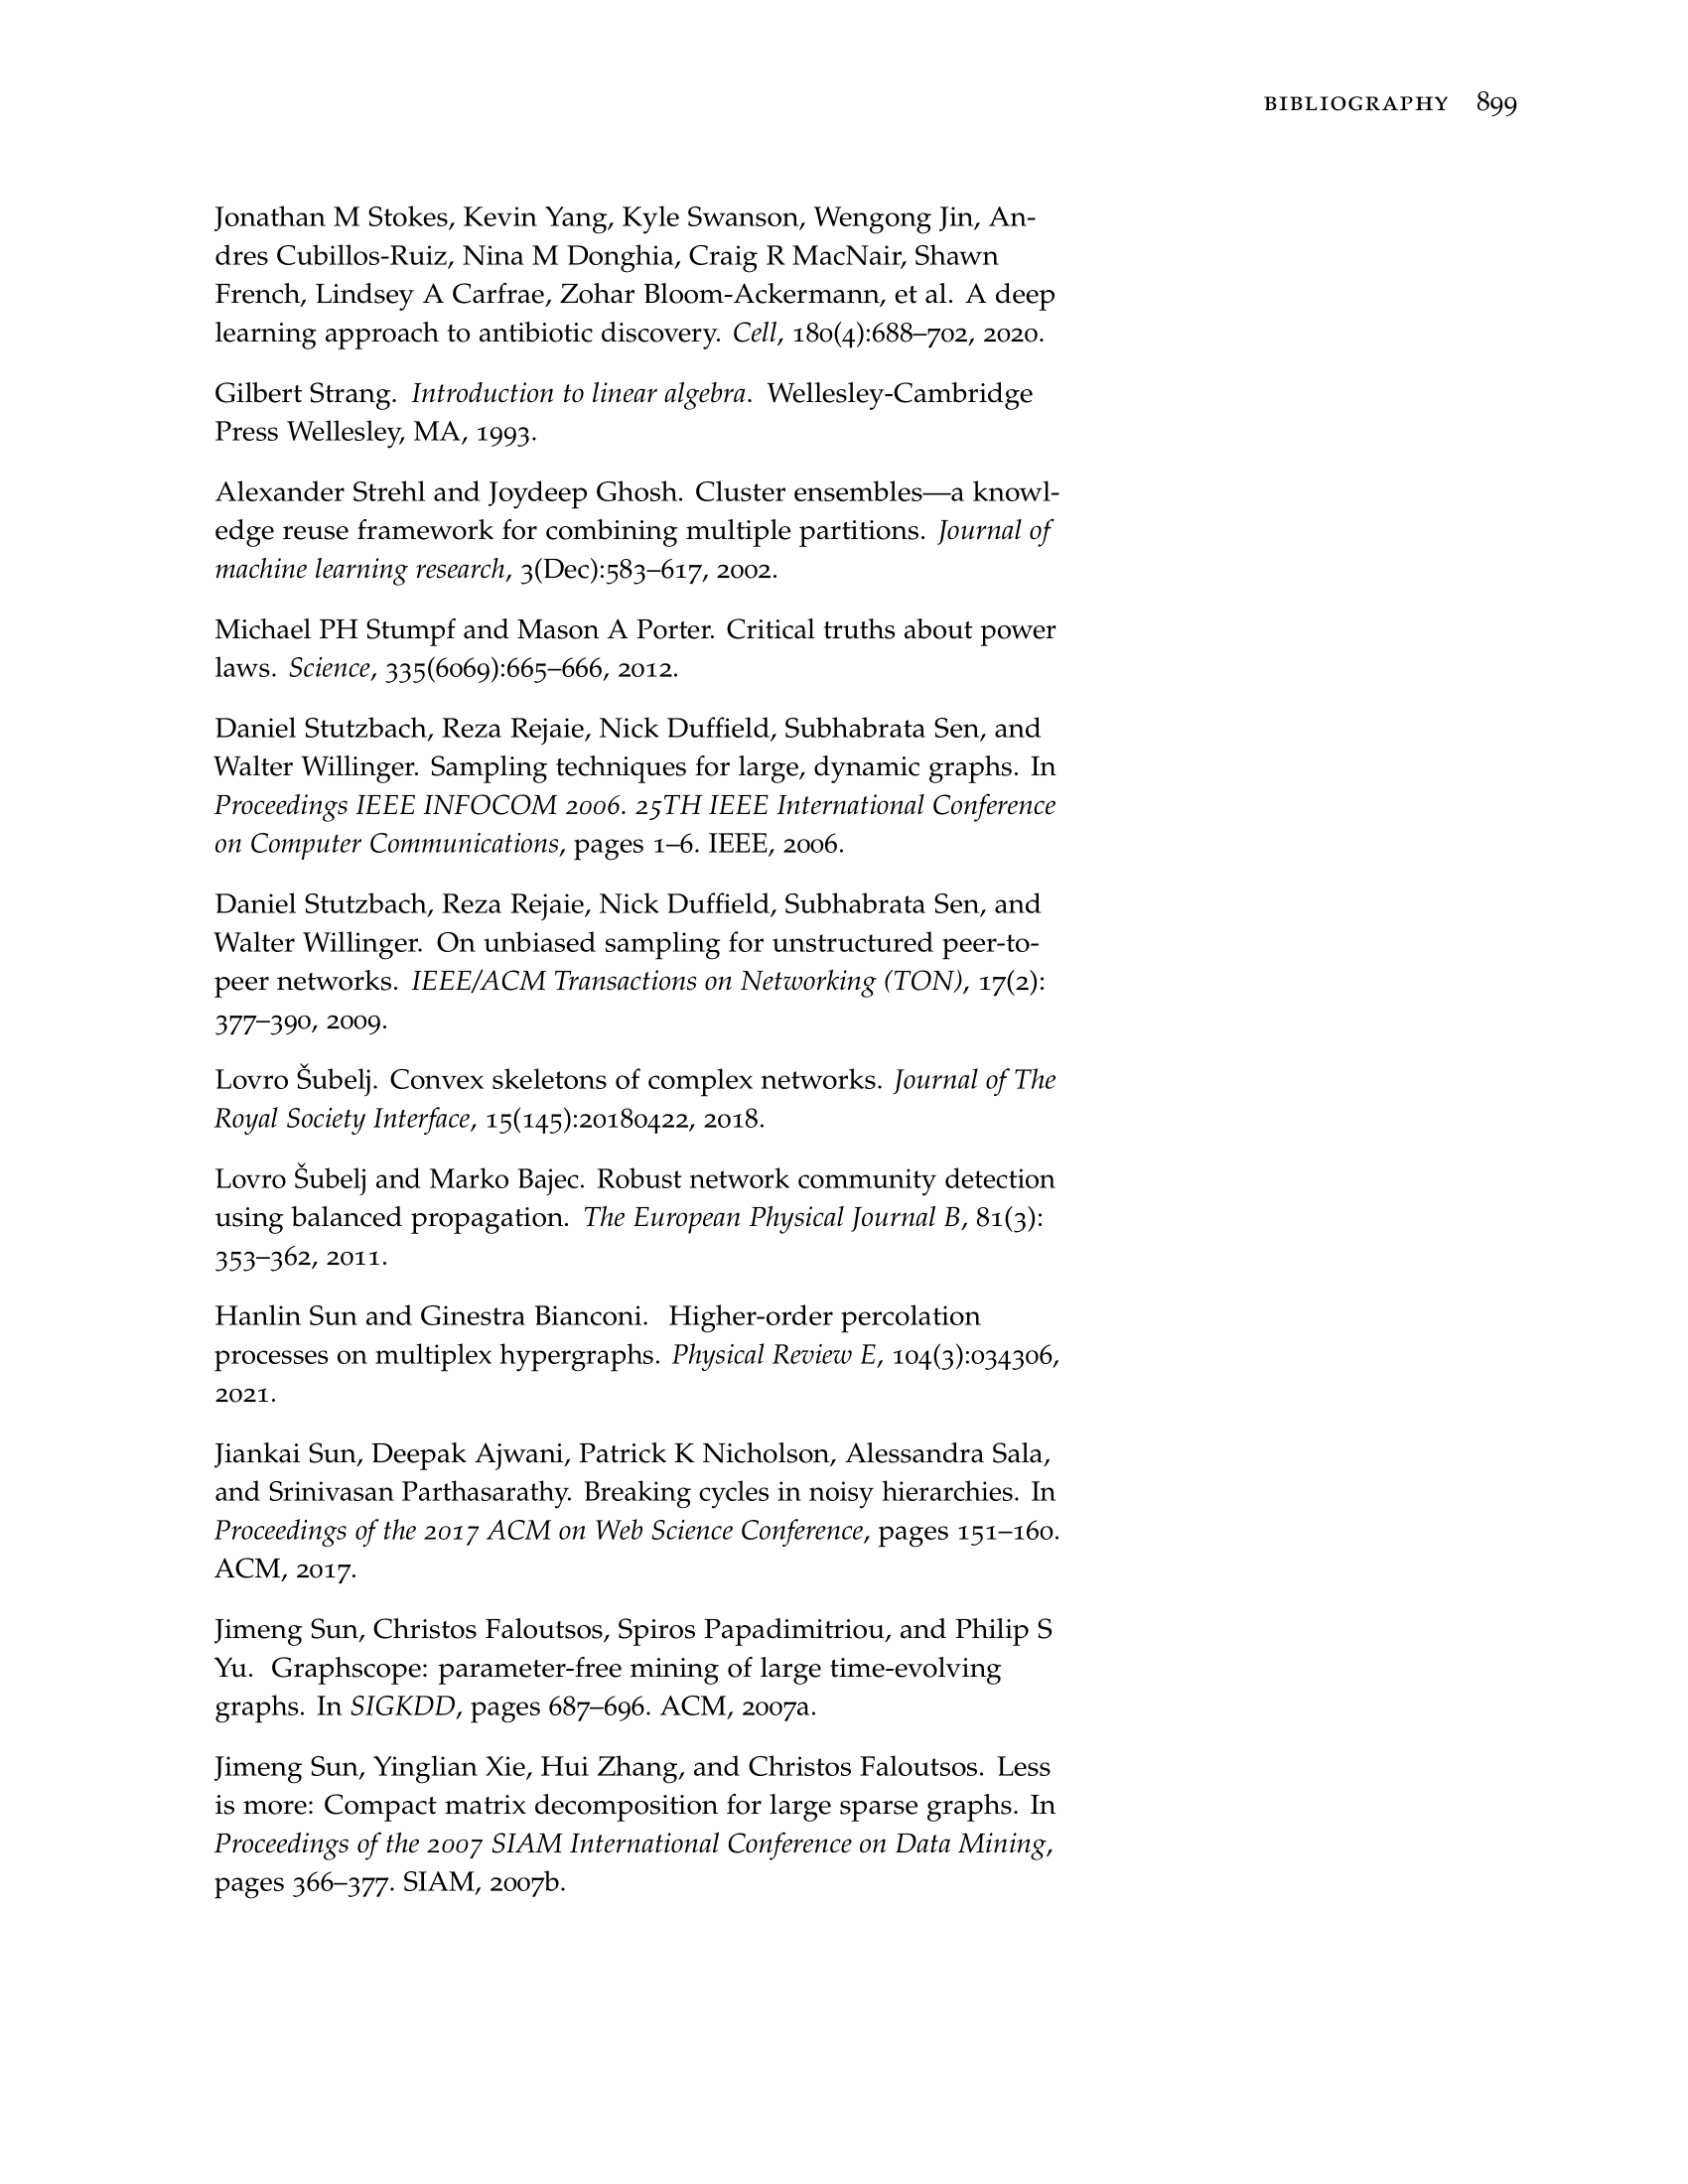 BIBLIOGRAPHY 899
Jonathan M Stokes, Kevin Yang, Kyle Swanson, Wengong Jin, An-
dres Cubillos-Ruiz, Nina M Donghia, Craig R MacNair, Shawn
French, Lindsey A Carfrae, Zohar Bloom-Ackermann, et al. A deep
learning approach to antibiotic discovery. Cell, 180(4):688–702, 2020.
Gilbert Strang. Introduction to linear algebra. Wellesley-Cambridge
Press Wellesley, MA, 1993.
Alexander Strehl and Joydeep Ghosh. Cluster ensembles—a knowl-
edge reuse framework for combining multiple partitions. Journal of
machine learning research, 3(Dec):583–617, 2002.
Michael PH Stumpf and Mason A Porter. Critical truths about power
laws. Science, 335(6069):665–666, 2012.
Daniel Stutzbach, Reza Rejaie, Nick Duffield, Subhabrata Sen, and
Walter Willinger. Sampling techniques for large, dynamic graphs. In
Proceedings IEEE INFOCOM 2006. 25TH IEEE International Conference
on Computer Communications, pages 1–6. IEEE, 2006.
Daniel Stutzbach, Reza Rejaie, Nick Duffield, Subhabrata Sen, and
Walter Willinger. On unbiased sampling for unstructured peer-to-
peer networks. IEEE/ACM Transactions on Networking (TON), 17(2):
377–390, 2009.
Lovro Šubelj. Convex skeletons of complex networks. Journal of The
Royal Society Interface, 15(145):20180422, 2018.
Lovro Šubelj and Marko Bajec. Robust network community detection
using balanced propagation. The European Physical Journal B, 81(3):
353–362, 2011.
Hanlin Sun and Ginestra Bianconi. Higher-order percolation
processes on multiplex hypergraphs. Physical Review E, 104(3):034306,
2021.
Jiankai Sun, Deepak Ajwani, Patrick K Nicholson, Alessandra Sala,
and Srinivasan Parthasarathy. Breaking cycles in noisy hierarchies. In
Proceedings of the 2017 ACM on Web Science Conference, pages 151–160.
ACM, 2017.
Jimeng Sun, Christos Faloutsos, Spiros Papadimitriou, and Philip S
Yu. Graphscope: parameter-free mining of large time-evolving
graphs. In SIGKDD, pages 687–696. ACM, 2007a.
Jimeng Sun, Yinglian Xie, Hui Zhang, and Christos Faloutsos. Less
is more: Compact matrix decomposition for large sparse graphs. In
Proceedings of the 2007 SIAM International Conference on Data Mining,
pages 366–377. SIAM, 2007b.